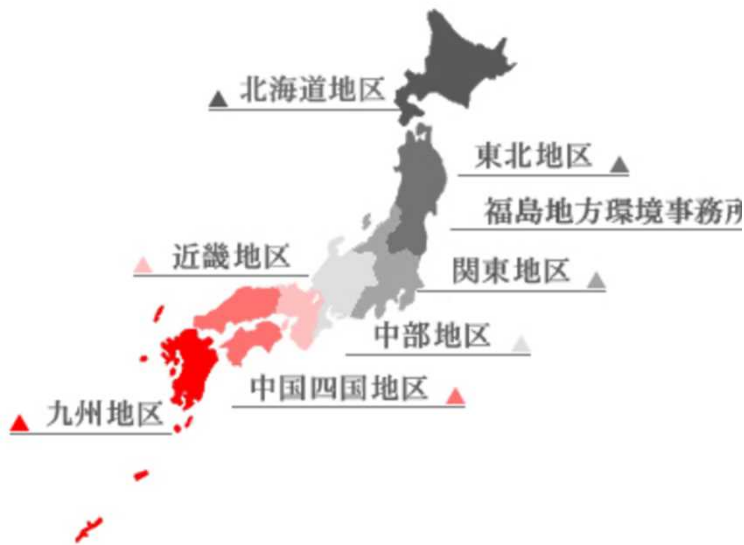 北海道地区
東北地区
福島地方環境事務所
近畿地区
関東地区
中部地区
中国四国地区
九州地区